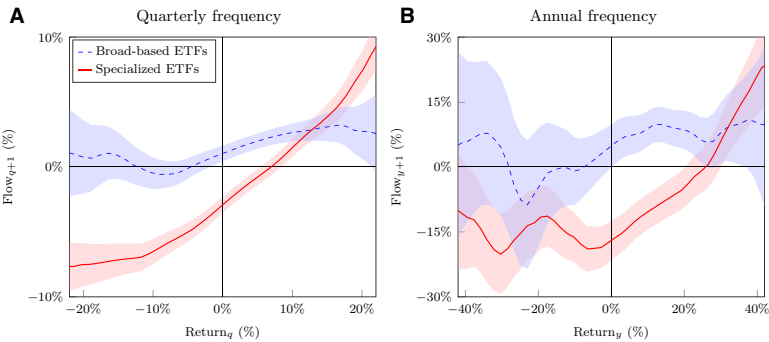 A
Quarterly frequency
10%
0%
−10%
Flow_{q+1} (%)
Broad-based ETFs
Specialized ETFs
−20%
−10%
0%
10%
20%
Return_q (%)
B
Annual frequency
30%
15%
0%
−15%
−30%
Flow_{y+1} (%)
−40%
−20%
0%
20%
40%
Return_y (%)